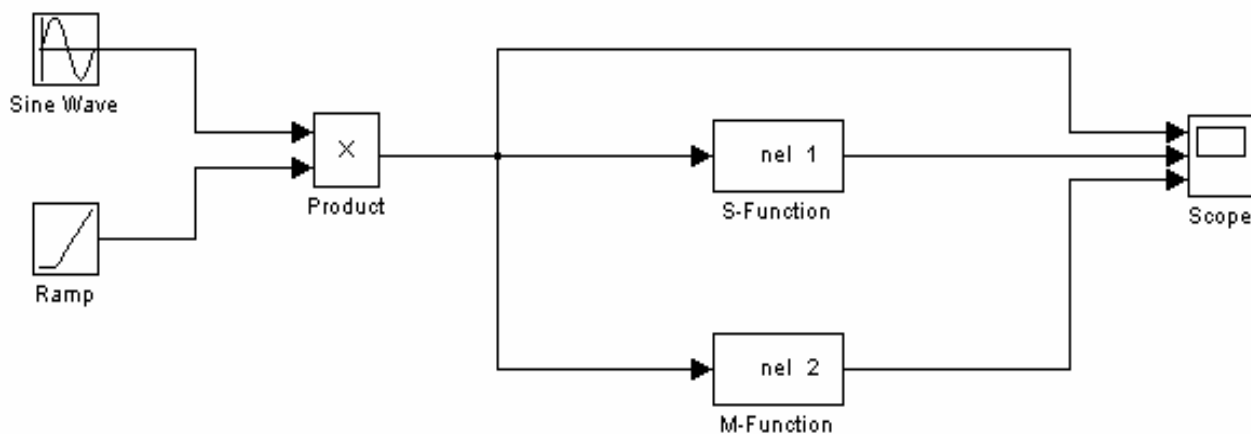 Sine Wave
Ramp
X
Product
nel 1
S-Function
nel 2
M-Function
Scope